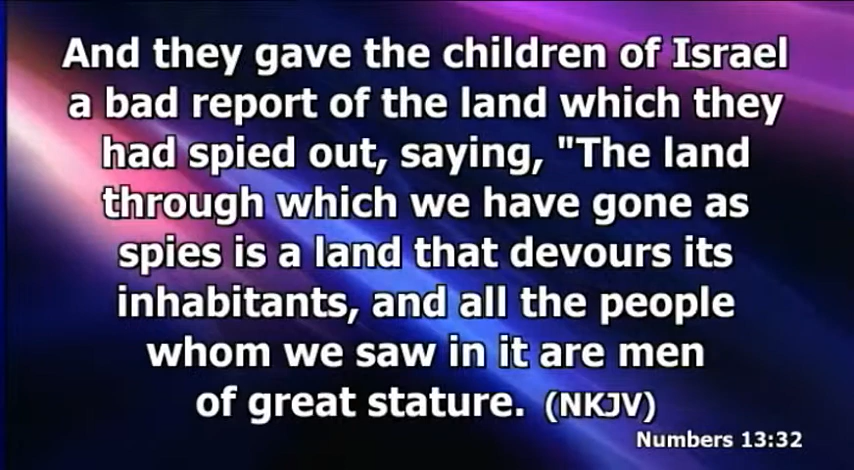 And they gave the children of Israel
a bad report of the land which they
had spied out, saying, "The land
through which we have gone as
spies is a land that devours its
inhabitants, and all the people
whom we saw in it are men
of great stature. (NKJV)
Numbers 13:32